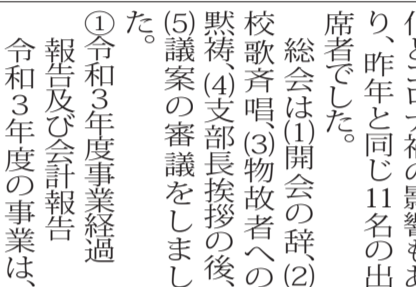 代とコロナ禍の影響もあ
り、昨年と同じ11名の出
席者でした。
総会は(1)開会の辞、(2)
校歌斉唱、(3)物故者への
黙祷、(4)支部長挨拶の後、
(5)議案の審議をしまし
た。
①令和3年度事業経過
報告及び会計報告
令和3年度の事業は、